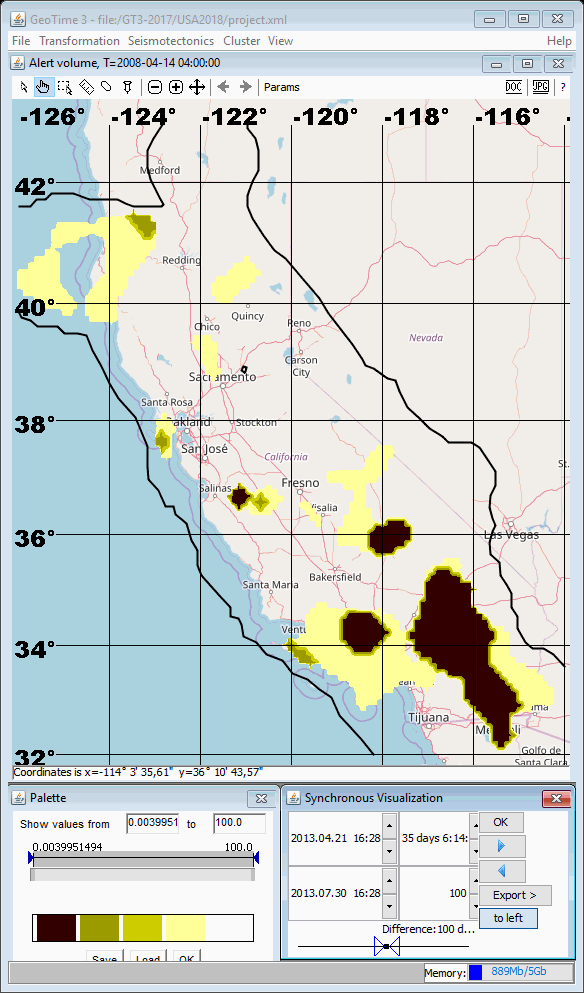 GeoTime 3 - file:/GT3-2017/USA2018/project.xml
File Transformation Seismotectonics Cluster View Help
Alert volume, T=2008-04-14 04:00:00
Params DOC JPG ?
-126° -124° -122° -120° -118° -116°
Medford
42°
Redding
40°
Quincy
Chico
Reno
Nevada
Carson
City
Sacramento
Santa Rosa
38°
Oakland
Stockton
San José
California
Fresno
Salinas
Visalia
36°
Las Vegas
Bakersfield
Santa Maria
Ventu
34°
Tijuana
Golfo de
Santa Clara
32°
Coordinates is x=-114° 3' 35,61" y=36° 10' 43,57"
Palette
Show values from 0.0039951 to 100.0
0.0039951494 100.0
Save Load OK
Synchronous Visualization
2013.04.21 16:28 35 days 6:14: OK
2013.07.30 16:28 100
Export >
to left
Difference: 100 d...
Memory: 889Mb/5Gb